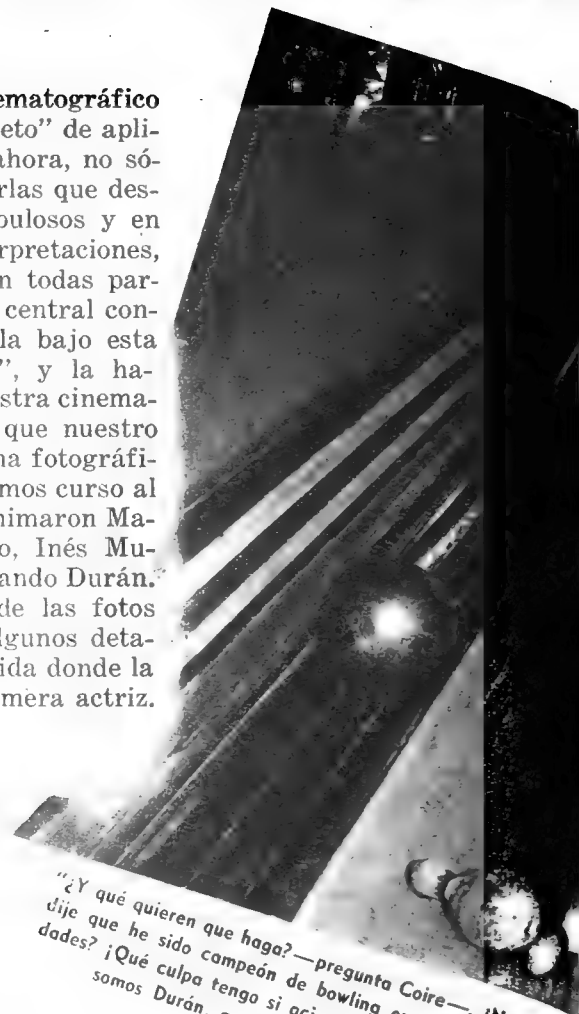 ematográfico
eto" de apli-
ahora, no só-
rlas que des-
bulosos y en
erpretaciones,
n todas par-
central con-
la bajo esta
", y la ha-
stra cinema-
que nuestro
na fotográfi-
mos curso al
nimaron Ma-
o, Inés Mu-
ando Durán.
de las fotos
lgunos deta-
ida donde la
mera actriz.
"¿Y qué quieren que haga?—pregunta Coire—.
dije que he sido campeón de bowling
dades? ¡Qué culpa tengo si
somos Durán,